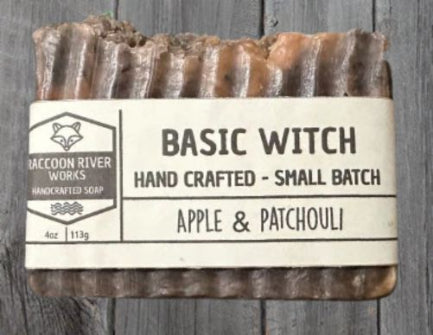 RACCOON RIVER
WORKS
HANDCRAFTED SOAP
4oz | 113g
BASIC WITCH
HAND CRAFTED - SMALL BATCH
APPLE & PATCHOULI